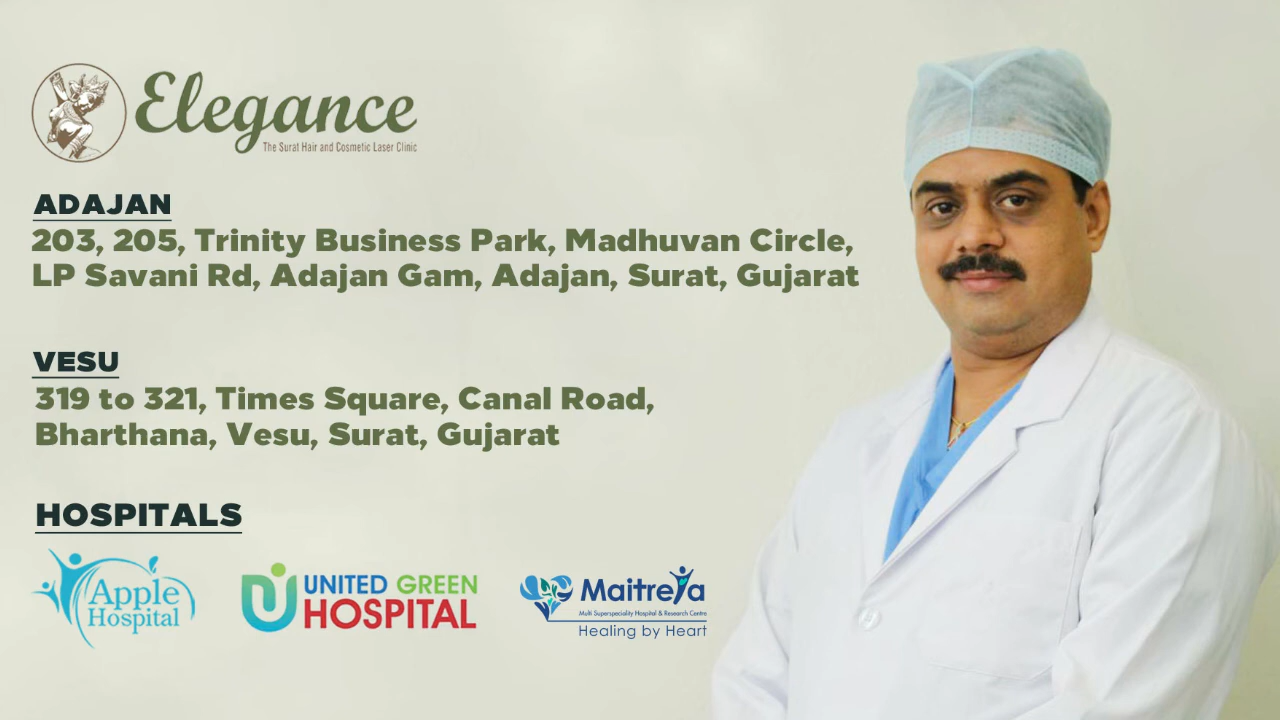 Elegance
The Surat Hair and Cosmetic Laser Clinic
ADAJAN
203, 205, Trinity Business Park, Madhuvan Circle,
LP Savani Rd, Adajan Gam, Adajan, Surat, Gujarat
VESU
319 to 321, Times Square, Canal Road,
Bharthana, Vesu, Surat, Gujarat
HOSPITALS
Apple
Hospital
UNITED GREEN
HOSPITAL
Maitreya
Multi Superspeciality Hospital & Research Centre
Healing by Heart